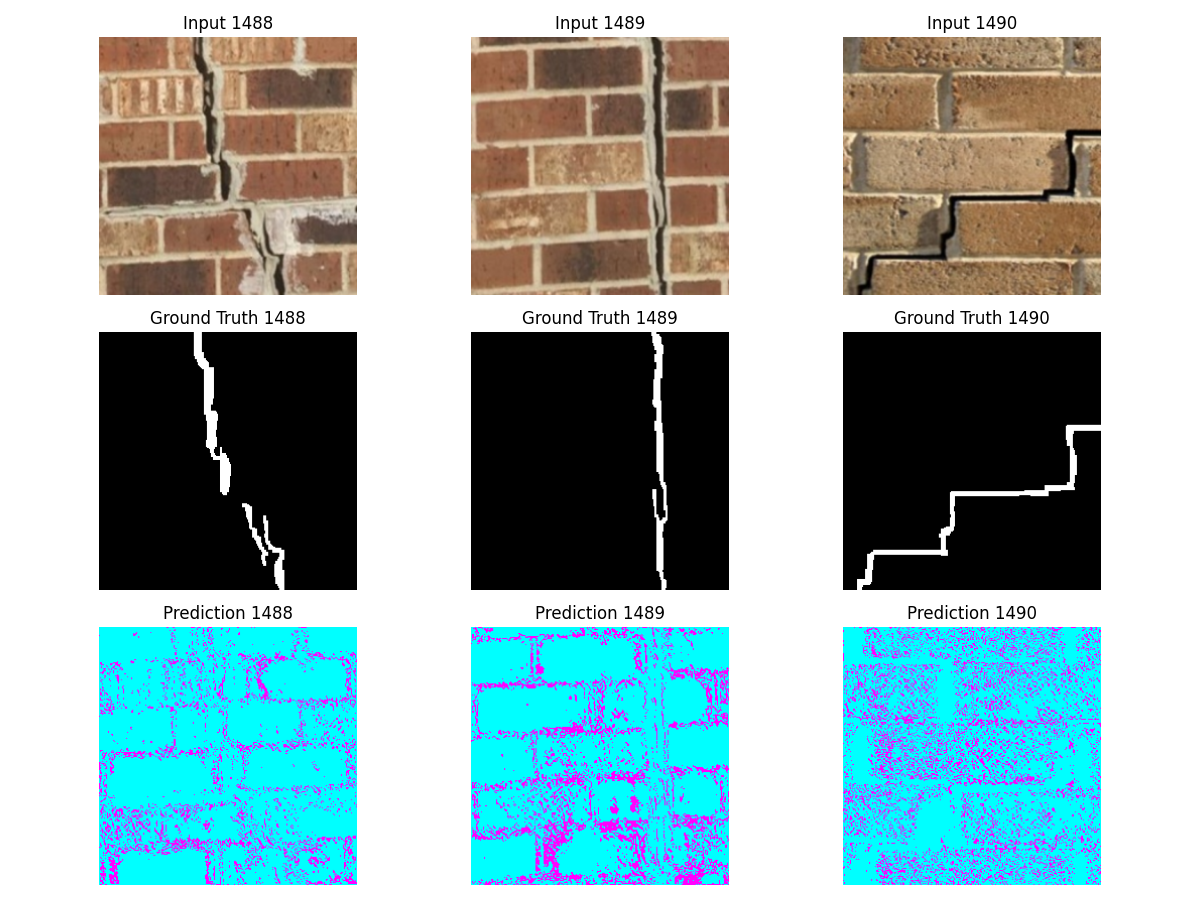 Input 1488
Input 1489
Input 1490
Ground Truth 1488
Ground Truth 1489
Ground Truth 1490
Prediction 1488
Prediction 1489
Prediction 1490